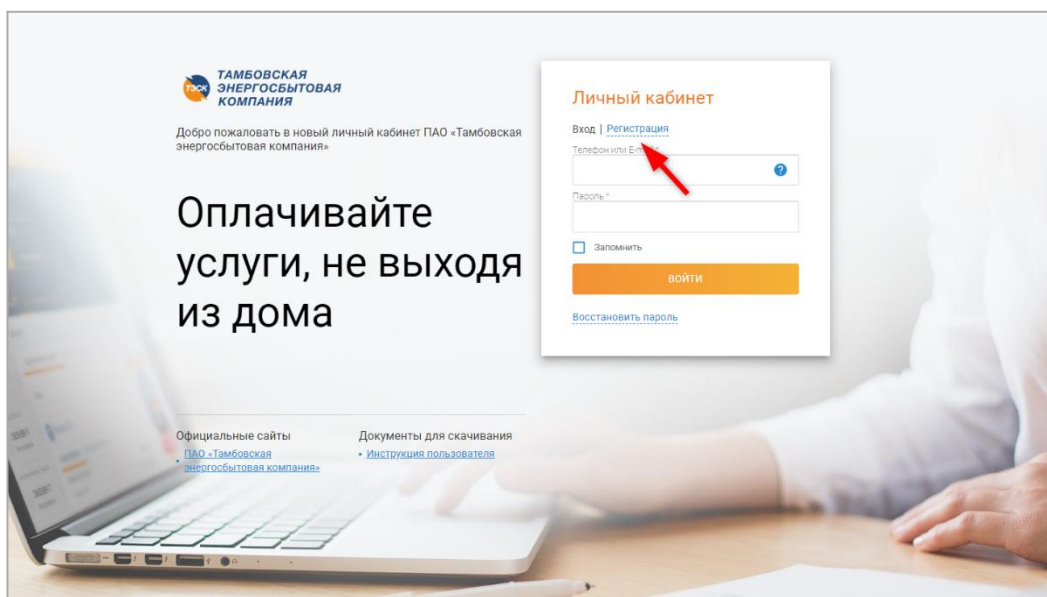 ТЭСК
ТАМБОВСКАЯ
ЭНЕРГОСБЫТОВАЯ
КОМПАНИЯ
Добро пожаловать в новый личный кабинет ПАО «Тамбовская
энергосбытовая компания»
Оплачивайте
услуги, не выходя
из дома
Официальные сайты
• ПАО «Тамбовская
энергосбытовая компания»
Документы для скачивания
• Инструкция пользователя
Личный кабинет
Вход | Регистрация
Телефон или
?
Пароль *
Запомнить
ВОЙТИ
Восстановить пароль